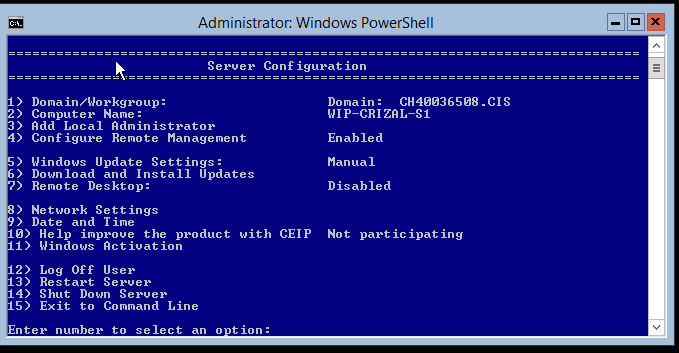 Administrator: Windows PowerShell
===============================================================================
Server Configuration
===============================================================================
1) Domain/Workgroup: Domain: CH40036508.CIS
2) Computer Name: WIP-CRIZAL-S1
3) Add Local Administrator
4) Configure Remote Management Enabled
5) Windows Update Settings: Manual
6) Download and Install Updates
7) Remote Desktop: Disabled
8) Network Settings
9) Date and Time
10) Help improve the product with CEIP Not participating
11) Windows Activation
12) Log Off User
13) Restart Server
14) Shut Down Server
15) Exit to Command Line
Enter number to select an option: